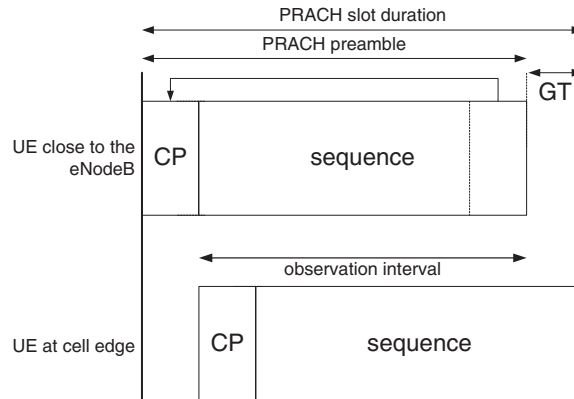 PRACH slot duration
PRACH preamble
GT
UE close to the
eNodeB
CP
sequence
observation interval
UE at cell edge
CP
sequence